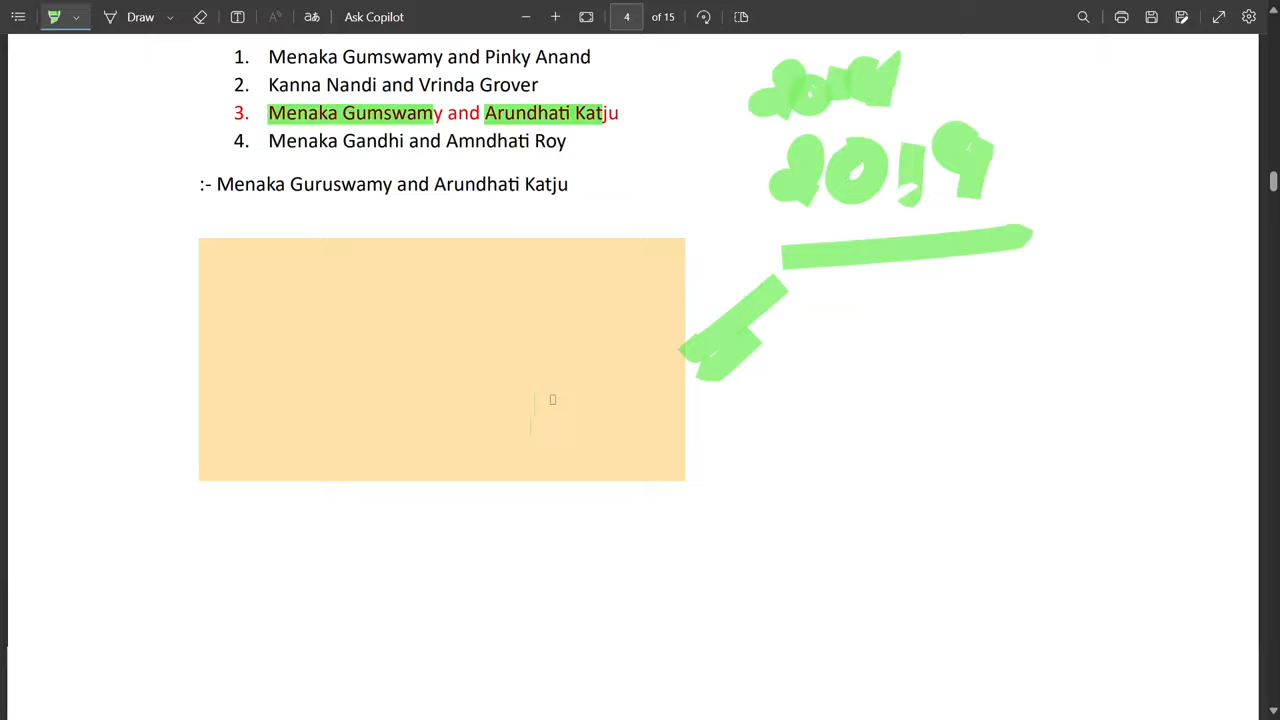 Draw
Ask Copilot
4 of 15
1. Menaka Gumswamy and Pinky Anand
2. Kanna Nandi and Vrinda Grover
3. Menaka Gumswamy and Arundhati Katju
4. Menaka Gandhi and Amndhati Roy
:- Menaka Guruswamy and Arundhati Katju
2019